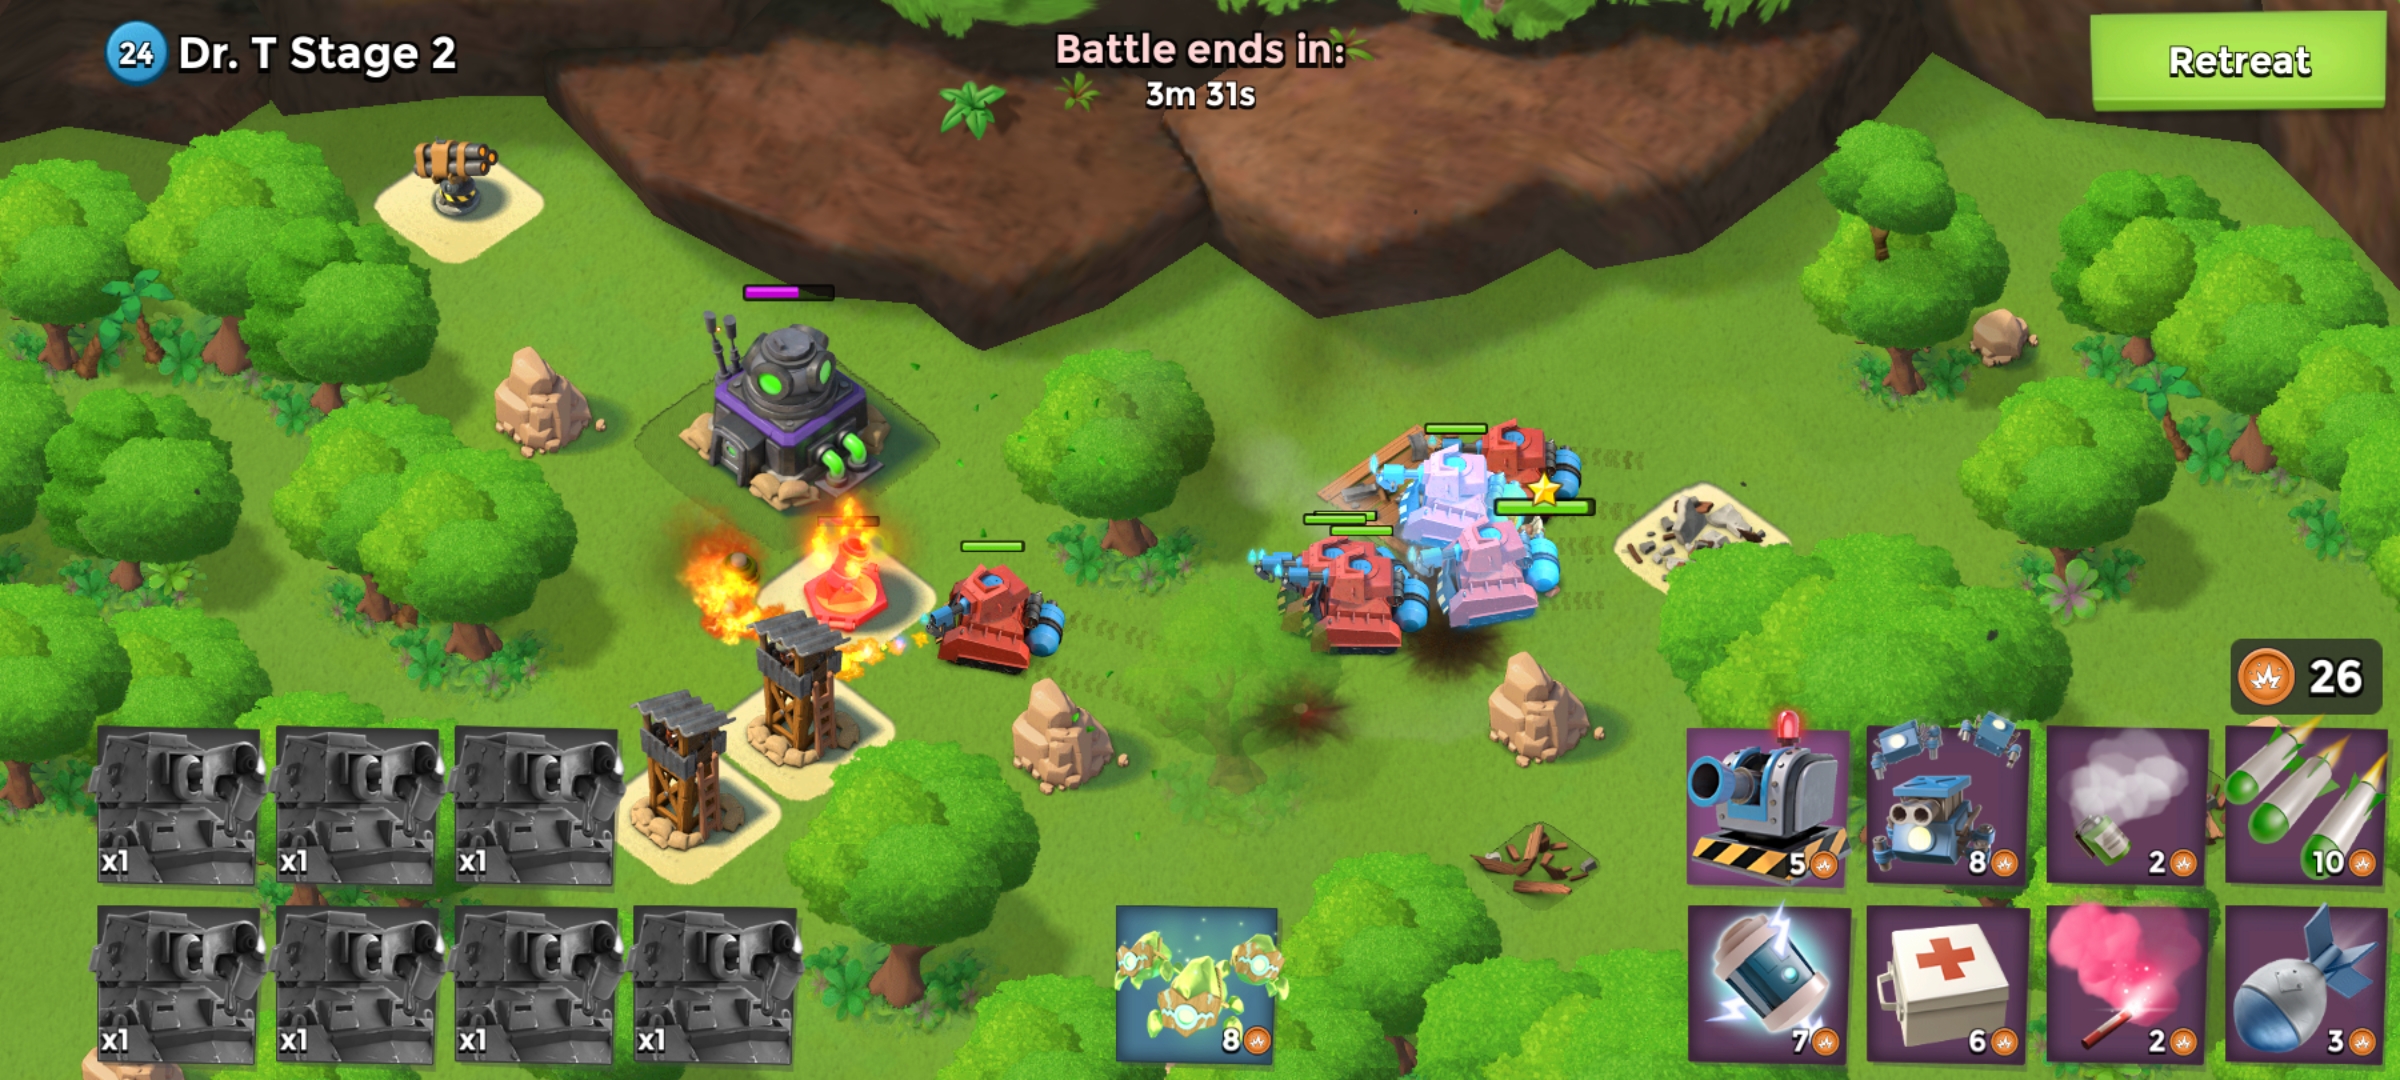 24 Dr. T Stage 2
Battle ends in:
3m 31s
Retreat
26
x1 x1 x1
5 8 2 10
x1 x1 x1 x1
8
7 6 2 3